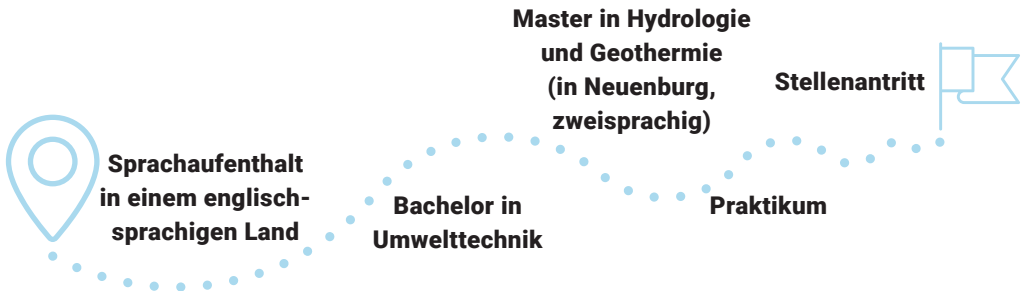 Sprachaufenthalt
in einem englisch-
sprachigen Land
Bachelor in
Umwelttechnik
Master in Hydrologie
und Geothermie
(in Neuenburg,
zweisprachig)
Praktikum
Stellenantritt